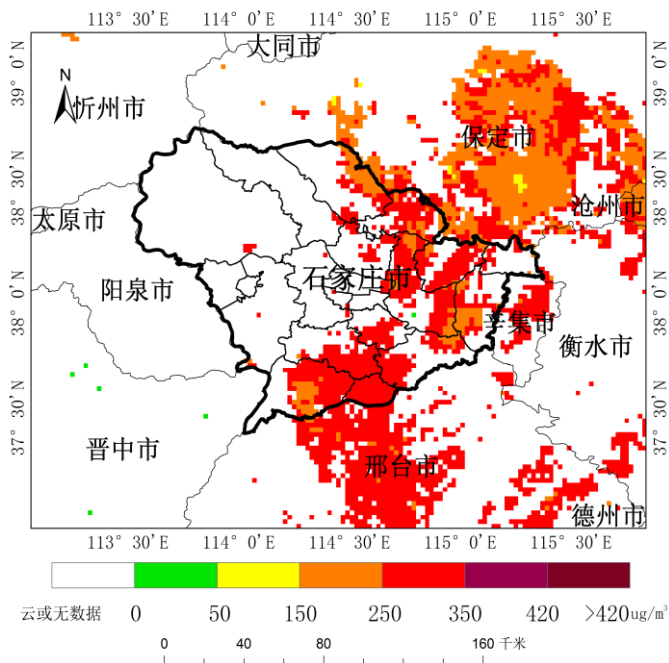 113° 30′E 114° 0′E 114° 30′E 115° 0′E 115° 30′E
大同市
39° 0′N 39° 0′N
N
忻州市
保定市
38° 30′N 38° 30′N
太原市 沧州市
阳泉市 石家庄市
38° 0′N 38° 0′N
辛集市
衡水市
37° 30′N 37° 30′N
晋中市 邢台市
德州市
113° 30′E 114° 0′E 114° 30′E 115° 0′E 115° 30′E
云或无数据 0 50 150 250 350 420 >420ug/m³
0 40 80 160 千米